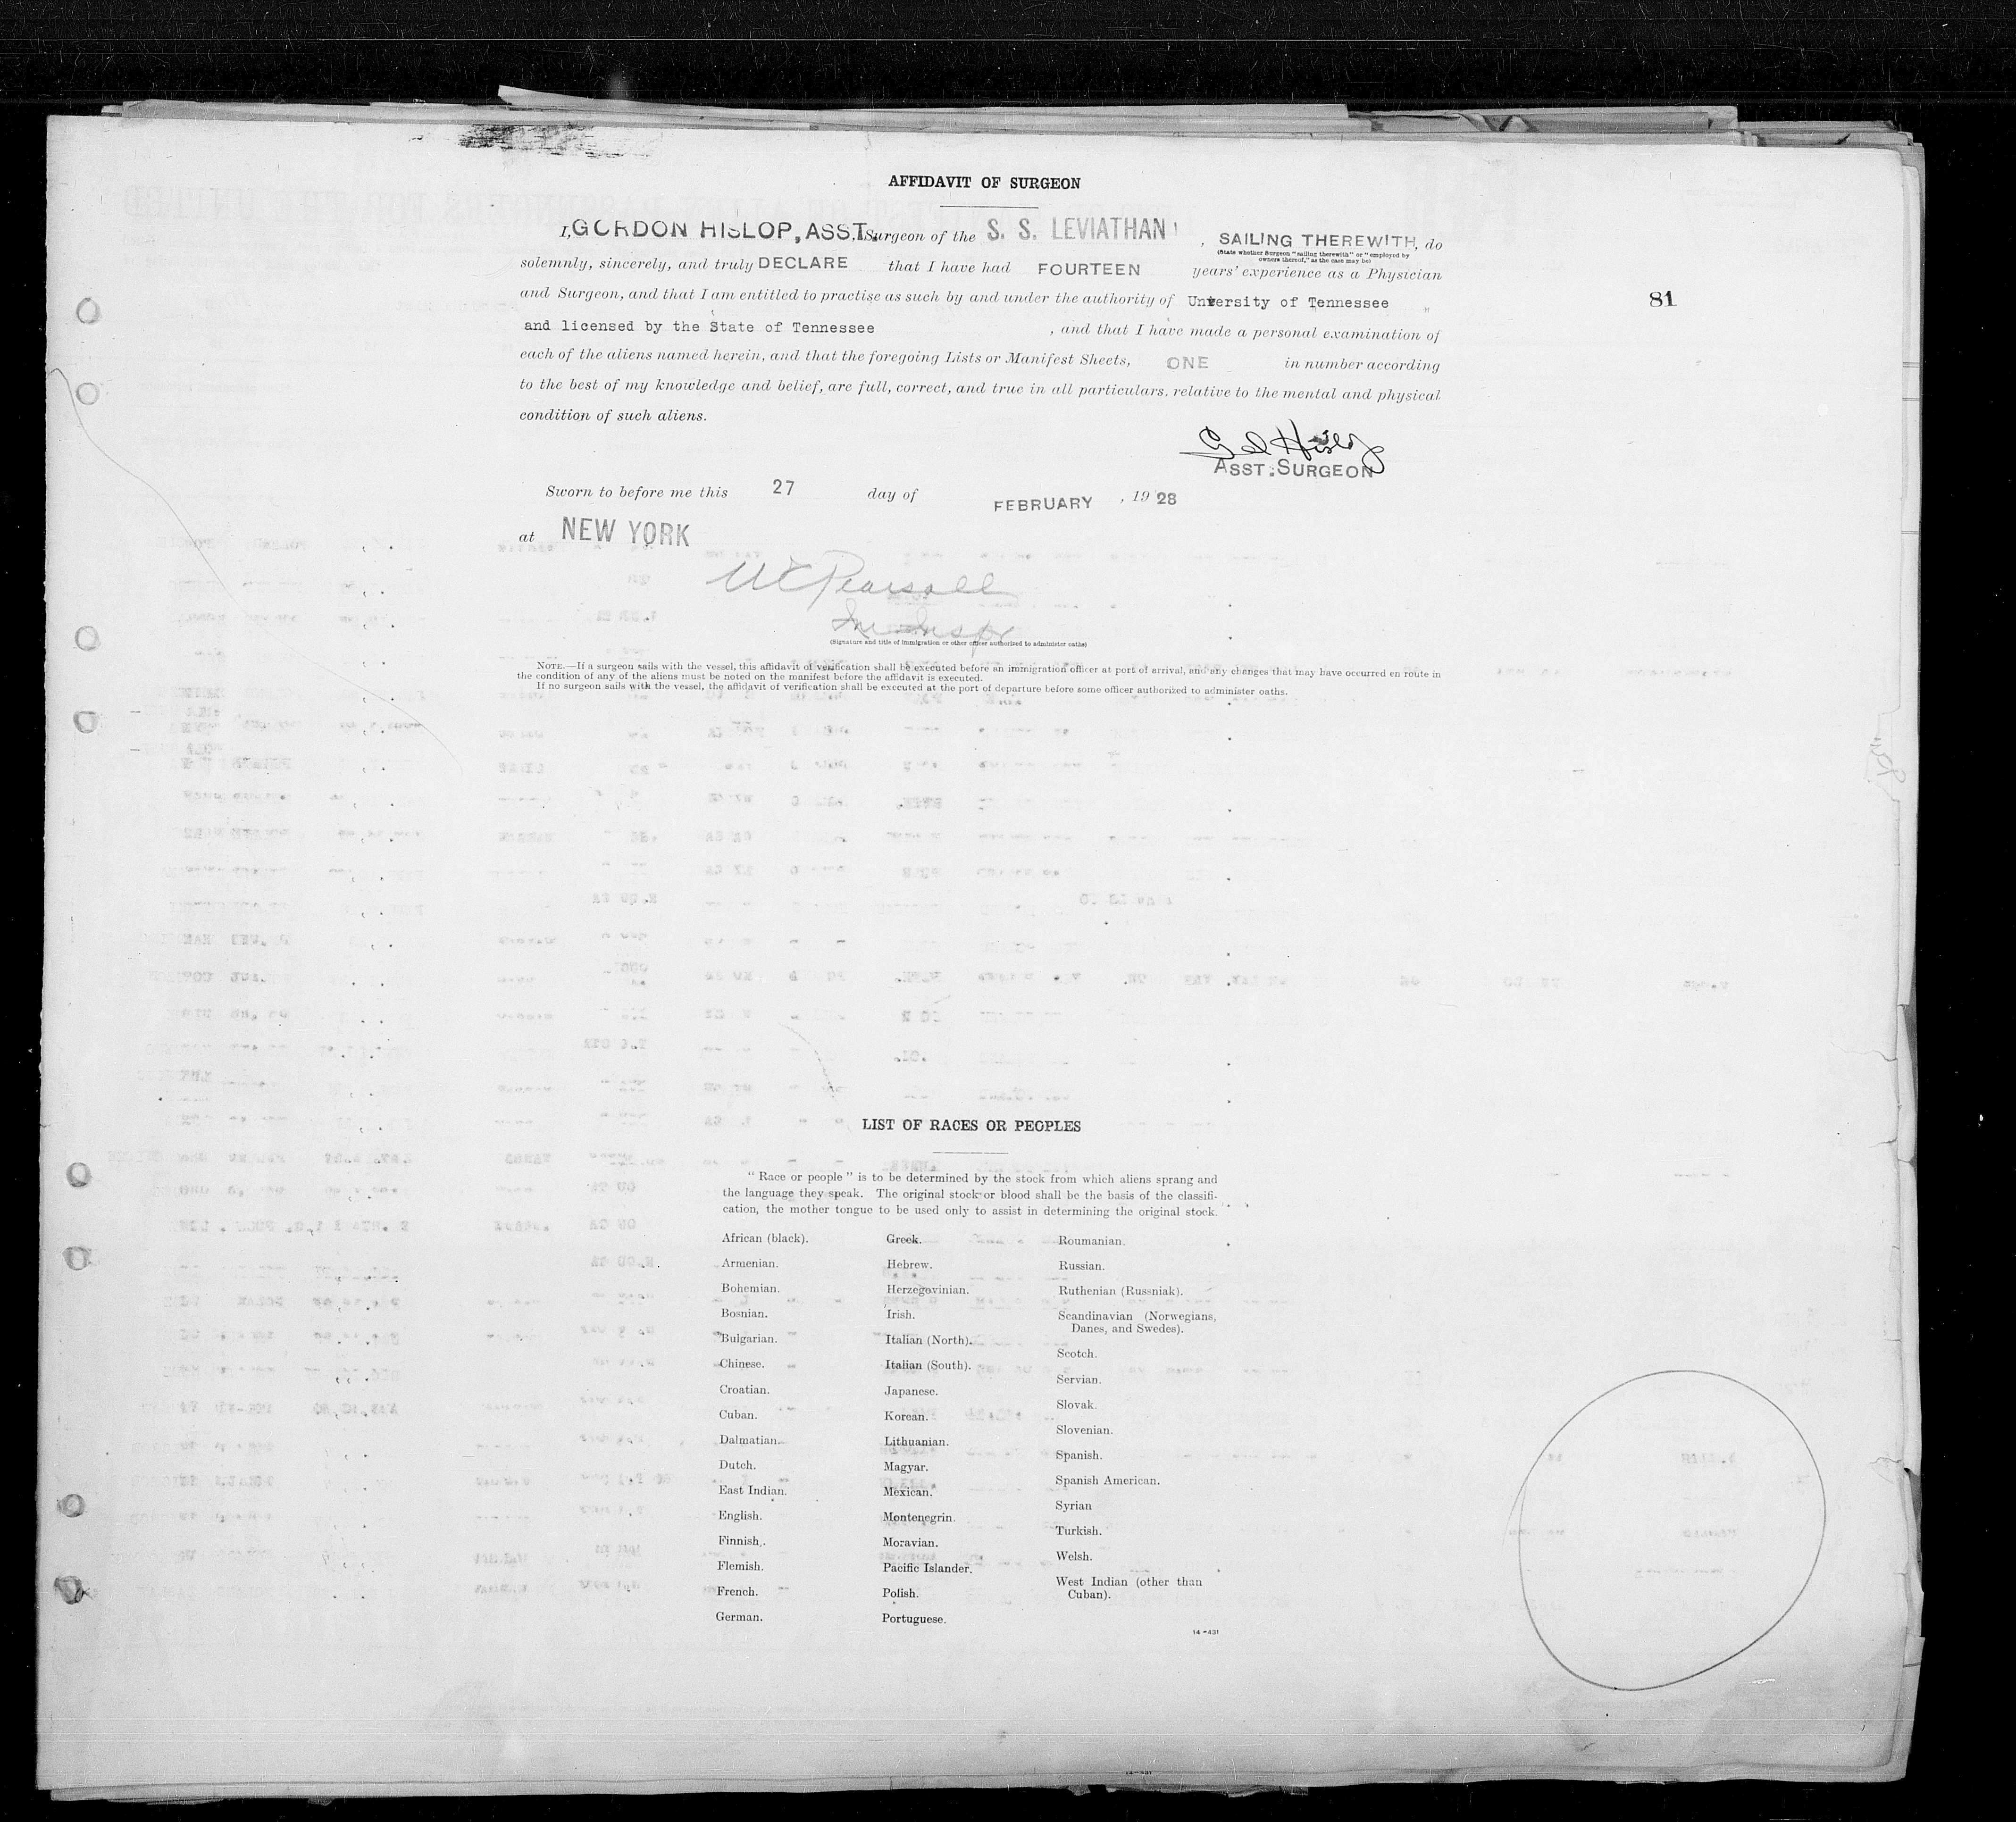 AFFIDAVIT OF SURGEON
I, GORDON HISLOP, ASST. Surgeon of the S. S. LEVIATHAN, SAILING THEREWITH, do
(State whether Surgeon "sailing therewith" or "employed by
owners thereof," as the case may be)
solemnly, sincerely, and truly DECLARE that I have had FOURTEEN years' experience as a Physician
and Surgeon, and that I am entitled to practise as such by and under the authority of University of Tennessee
81
and licensed by the State of Tennessee, and that I have made a personal examination of
each of the aliens named herein, and that the foregoing Lists or Manifest Sheets, ONE in number according
to the best of my knowledge and belief, are full, correct, and true in all particulars, relative to the mental and physical
condition of such aliens.
Hislop
ASST. SURGEON
Sworn to before me this 27 day of FEBRUARY, 1928
at NEW YORK
W E Pearsall
Im Inspr
(Signature and title of immigration or other officer authorized to administer oaths)
NOTE.—If a surgeon sails with the vessel, this affidavit of verification shall be executed before an immigration officer at port of arrival, and any changes that may have occurred en route in
the condition of any of the aliens must be noted on the manifest before the affidavit is executed.
If no surgeon sails with the vessel, the affidavit of verification shall be executed at the port of departure before some officer authorized to administer oaths.
LIST OF RACES OR PEOPLES
"Race or people" is to be determined by the stock from which aliens sprang and
the language they speak. The original stock or blood shall be the basis of the classifi-
cation, the mother tongue to be used only to assist in determining the original stock.
African (black).
Armenian.
Bohemian.
Bosnian.
Bulgarian.
Chinese.
Croatian.
Cuban.
Dalmatian.
Dutch.
East Indian.
English.
Finnish.
Flemish.
French.
German.
Greek.
Hebrew.
Herzegovinian.
Irish.
Italian (North).
Italian (South).
Japanese.
Korean.
Lithuanian.
Magyar.
Mexican.
Montenegrin.
Moravian.
Pacific Islander.
Polish.
Portuguese.
Roumanian.
Russian.
Ruthenian (Russniak).
Scandinavian (Norwegians,
Danes, and Swedes).
Scotch.
Servian.
Slovak.
Slovenian.
Spanish.
Spanish American.
Syrian
Turkish.
Welsh.
West Indian (other than
Cuban).
14-431
14-431